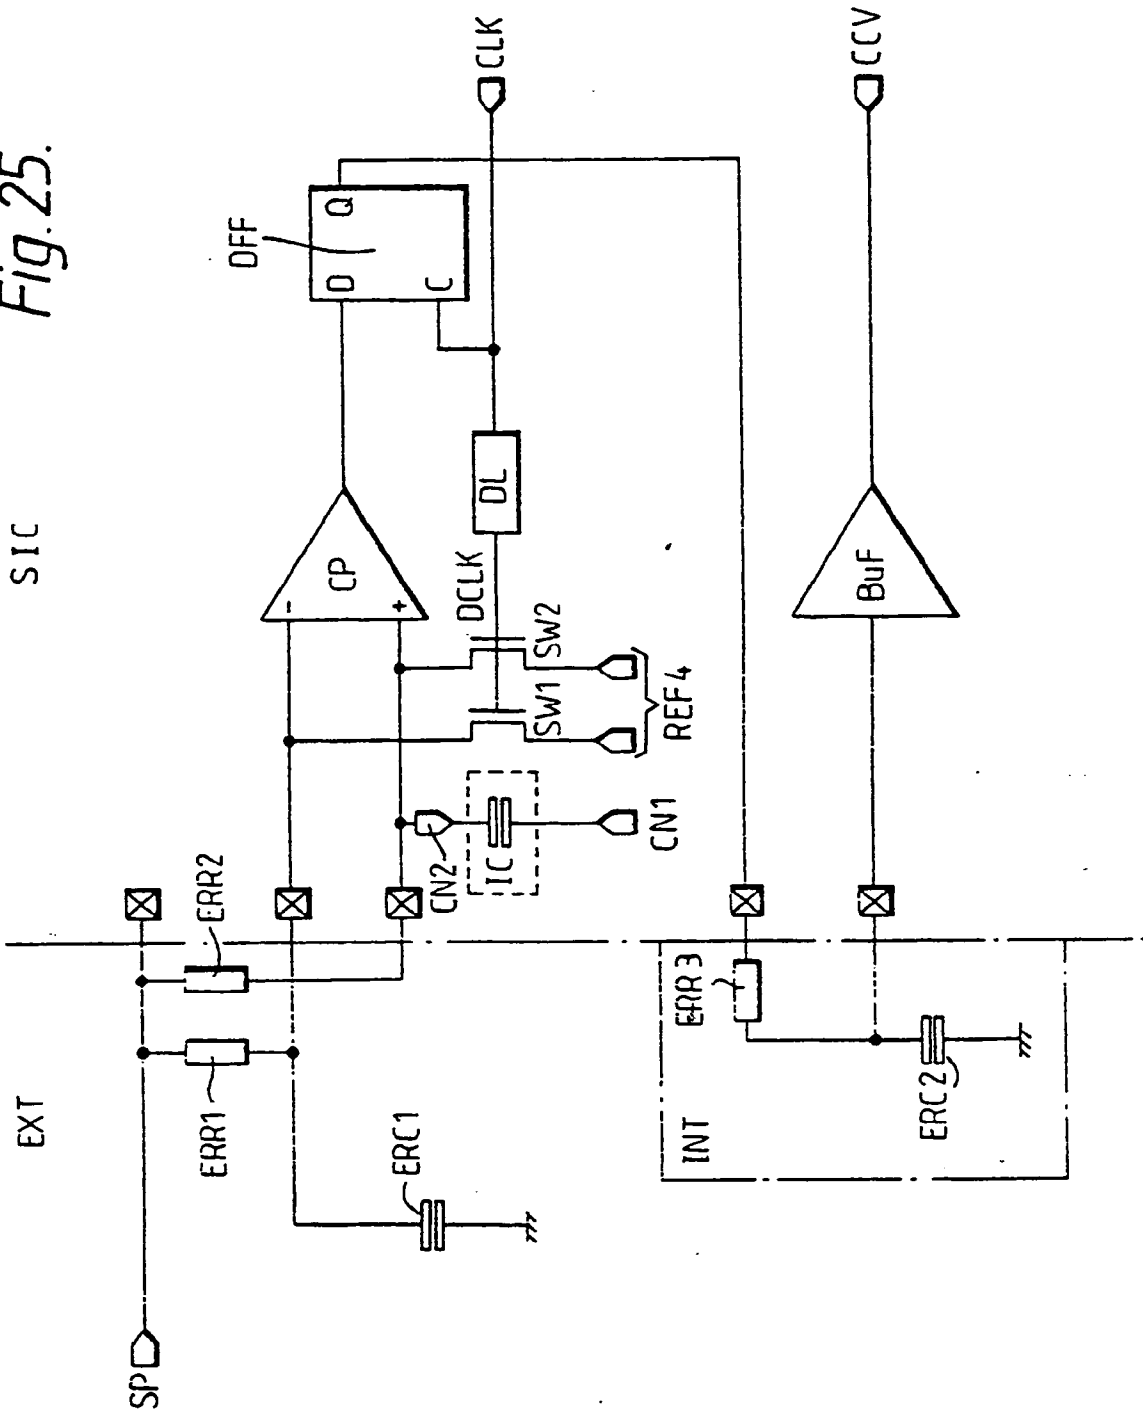 Fig. 25.
SIC
EXT
CLK
DFF
D
Q
C
DL
DCLK
CP
-
+
SW1
SW2
REF4
CN2
IC
CN1
ERR2
ERR1
ERC1
SP
CCV
BuF
ERR3
ERC2
INT